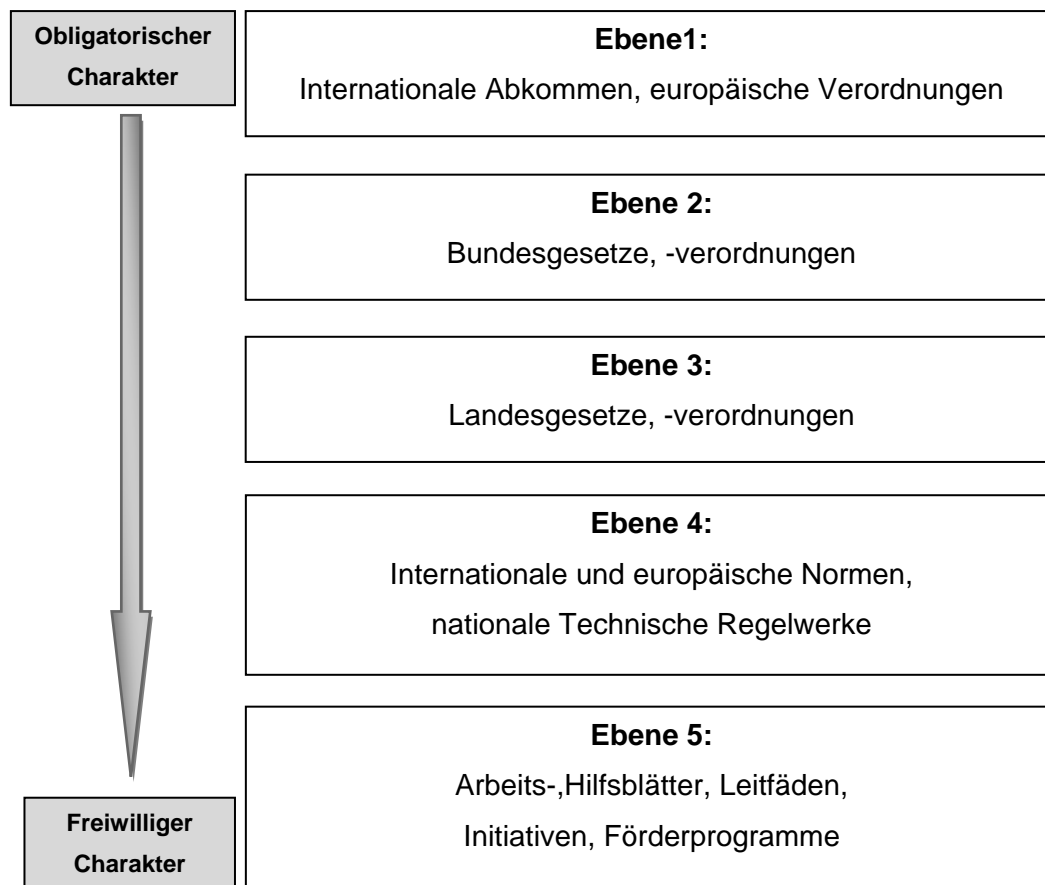 Obligatorischer
Charakter
Ebene1:
Internationale Abkommen, europäische Verordnungen
Ebene 2:
Bundesgesetze, -verordnungen
Ebene 3:
Landesgesetze, -verordnungen
Ebene 4:
Internationale und europäische Normen,
nationale Technische Regelwerke
Ebene 5:
Arbeits-,Hilfsblätter, Leitfäden,
Initiativen, Förderprogramme
Freiwilliger
Charakter